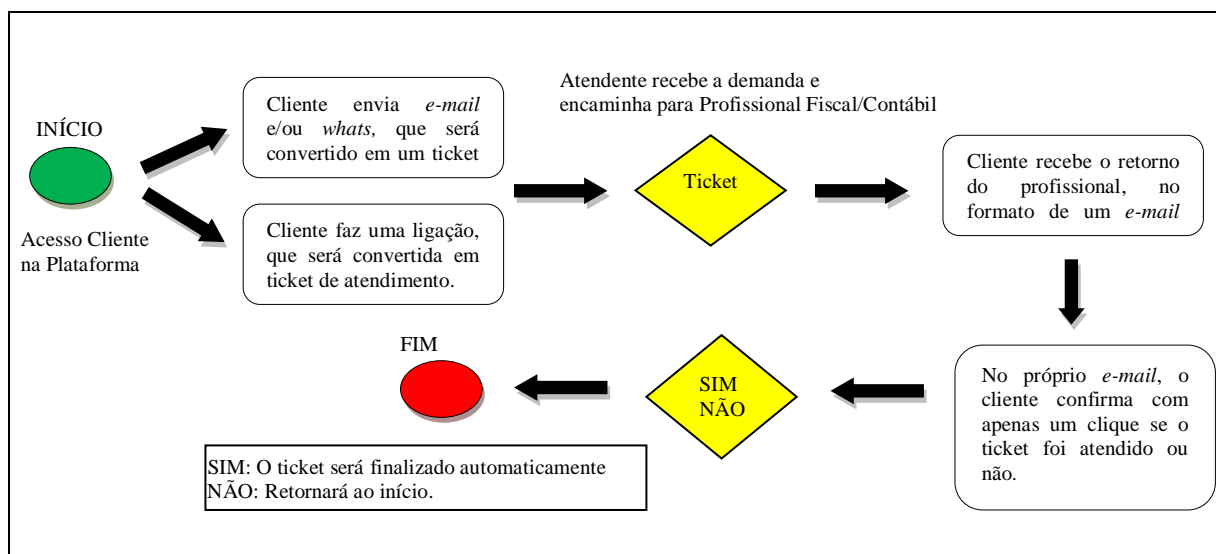 INÍCIO
Acesso Cliente
na Plataforma
Cliente envia e-mail
e/ou whats, que será
convertido em um ticket
Cliente faz uma ligação,
que será convertida em
ticket de atendimento.
Atendente recebe a demanda e
encaminha para Profissional Fiscal/Contábil
Ticket
Cliente recebe o retorno
do profissional, no
formato de um e-mail
No próprio e-mail, o
cliente confirma com
apenas um clique se o
ticket foi atendido ou
não.
SIM
NÃO
FIM
SIM: O ticket será finalizado automaticamente
NÃO: Retornará ao início.